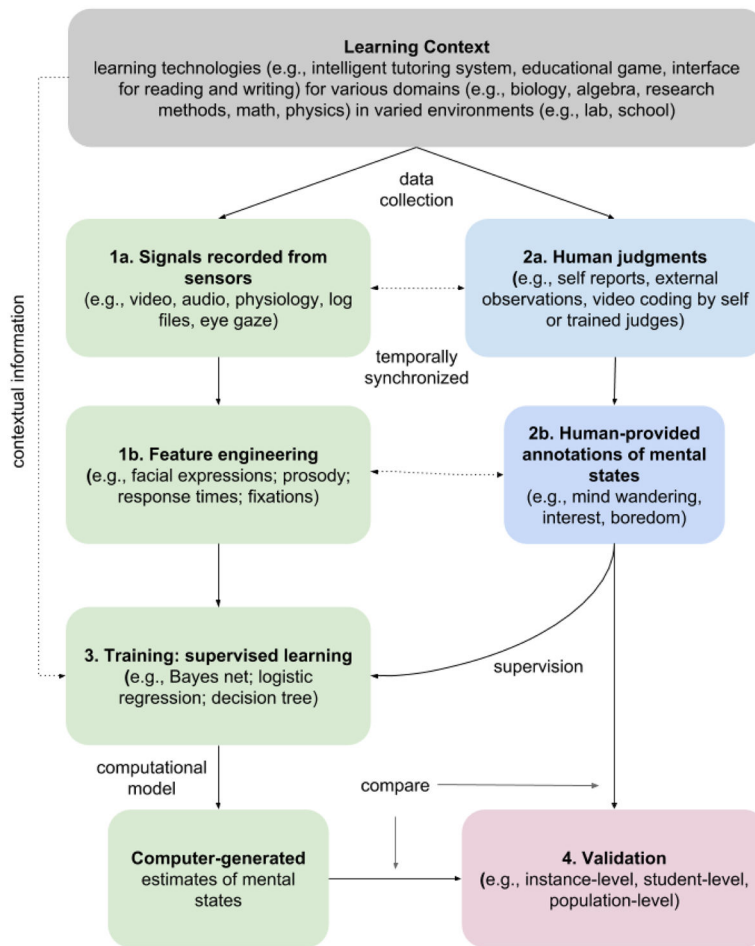 Learning Context
learning technologies (e.g., intelligent tutoring system, educational game, interface
for reading and writing) for various domains (e.g., biology, algebra, research
methods, math, physics) in varied environments (e.g., lab, school)
data
collection
1a. Signals recorded from
sensors
(e.g., video, audio, physiology, log
files, eye gaze)
2a. Human judgments
(e.g., self reports, external
observations, video coding by self
or trained judges)
contextual information
temporally
synchronized
1b. Feature engineering
(e.g., facial expressions; prosody;
response times; fixations)
2b. Human-provided
annotations of mental
states
(e.g., mind wandering,
interest, boredom)
3. Training: supervised learning
(e.g., Bayes net; logistic
regression; decision tree)
supervision
computational
model
compare
Computer-generated
estimates of mental
states
4. Validation
(e.g., instance-level, student-level,
population-level)